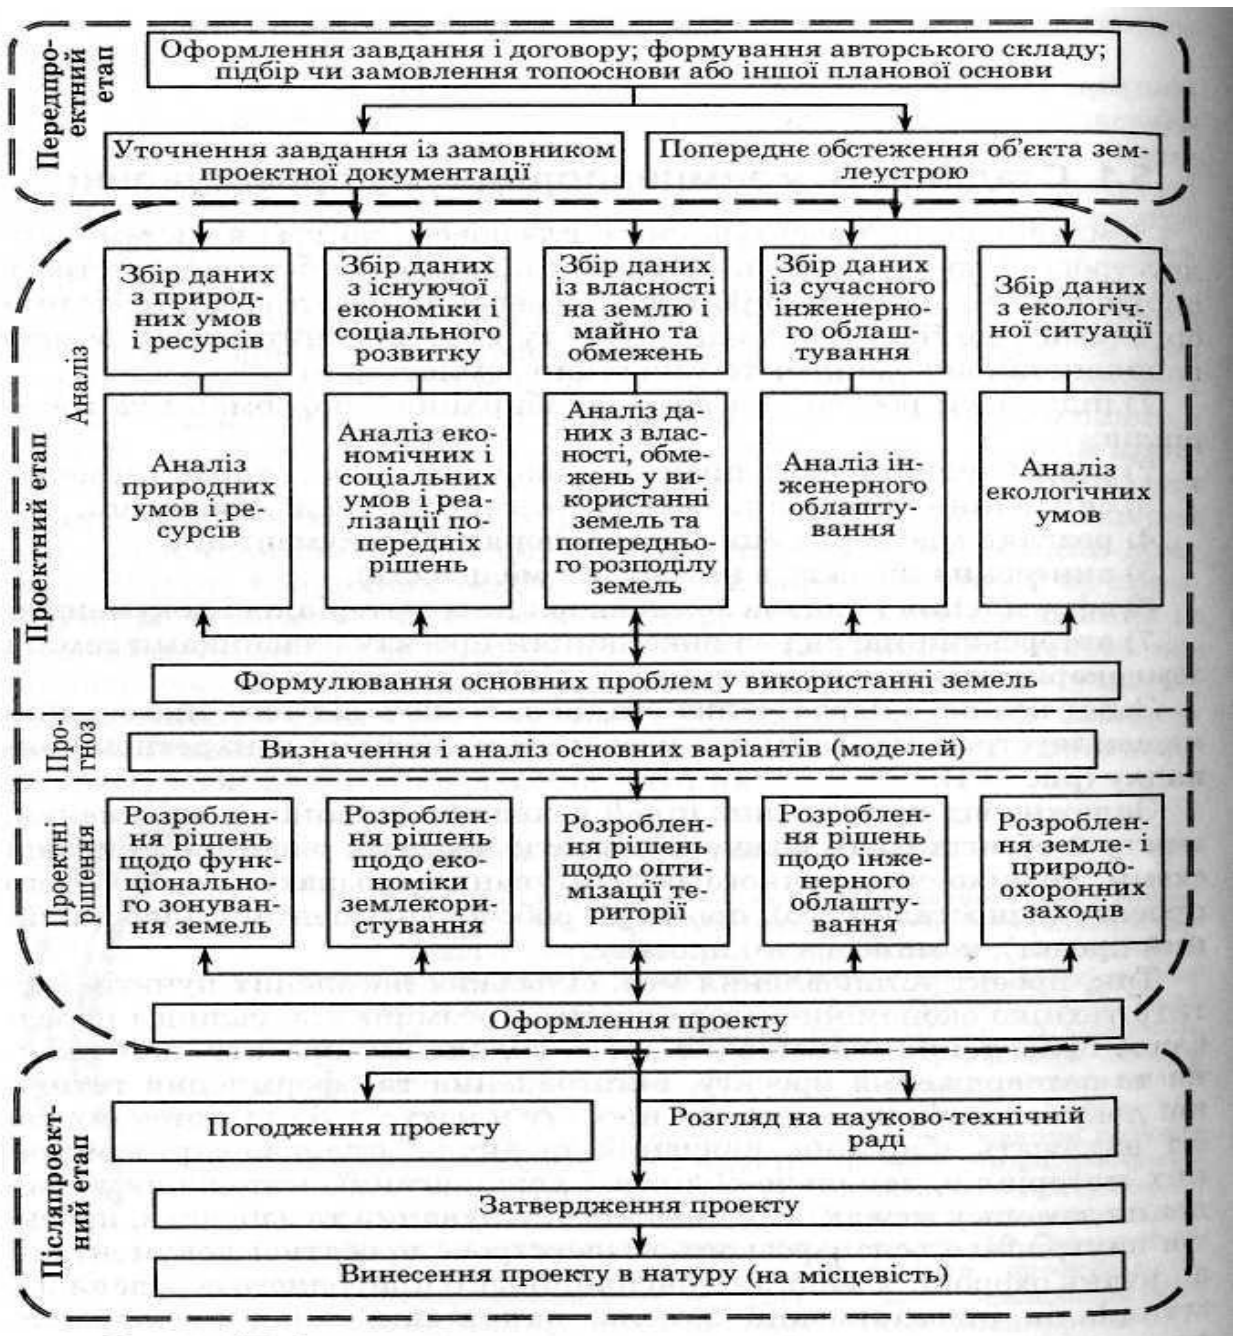 Передпро-
ектний
етап
Оформлення завдання і договору; формування авторського складу;
підбір чи замовлення топооснови або іншої планової основи
Уточнення завдання із замовником
проектної документації
Попереднє обстеження об'єкта зем-
леустрою
Проектний етап
Аналіз
Збір даних
з природ-
них умов
і ресурсів
Збір даних
з існуючої
економіки і
соціального
розвитку
Збір даних
із власності
на землю і
майно та
обмежень
Збір даних
із сучасного
інженерно-
го облаш-
тування
Збір даних
з екологіч-
ної ситуації
Аналіз
природних
умов і ре-
сурсів
Аналіз еко-
номічних і
соціальних
умов і реа-
лізації по-
передніх
рішень
Аналіз да-
них з влас-
ності, обме-
жень у ви-
користанні
земель та
попередньо-
го розподілу
земель
Аналіз ін-
женерного
облашту-
вання
Аналіз
екологічних
умов
Формулювання основних проблем у використанні земель
Про-
гноз
Визначення і аналіз основних варіантів (моделей)
Проектні
рішення
Розроблен-
ня рішень
щодо функ-
ціонально-
го зонуван-
ня земель
Розроблен-
ня рішень
щодо еко-
номіки
землекори-
стування
Розроблен-
ня рішень
щодо опти-
мізації те-
риторії
Розроблен-
ня рішень
щодо інже-
нерного
облашту-
вання
Розроблен-
ня земле- і
природо-
охоронних
заходів
Оформлення проекту
Післяпроект-
ний етап
Погодження проекту
Розгляд на науково-технічній
раді
Затвердження проекту
Винесення проекту в натуру (на місцевість)